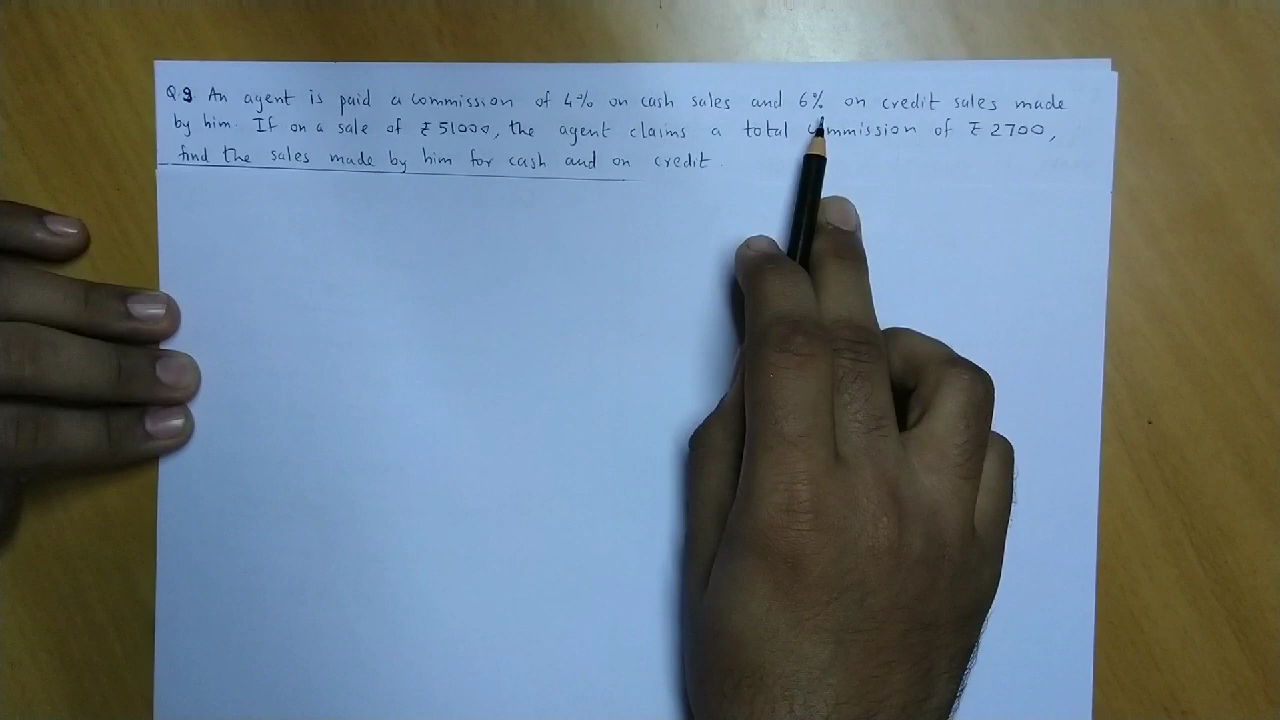 Q.9 An agent is paid a commission of 4% on cash sales and 6% on credit sales made
by him. If on a sale of ₹51000, the agent claims a total commission of ₹2700,
find the sales made by him for cash and on credit.